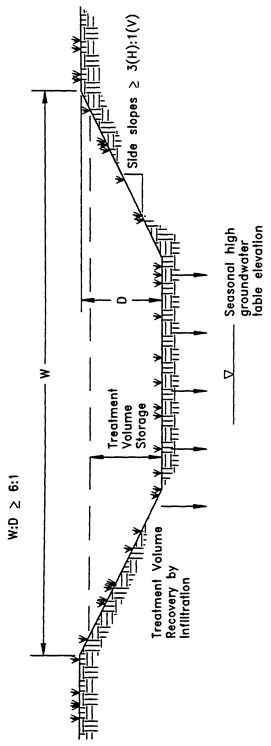 W:D ≥ 6:1
W
Side slopes ≥ 3(H):1(V)
D
Treatment
Volume
Storage
Treatment Volume
Recovery by
Infiltration
Seasonal high
groundwater
table elevation